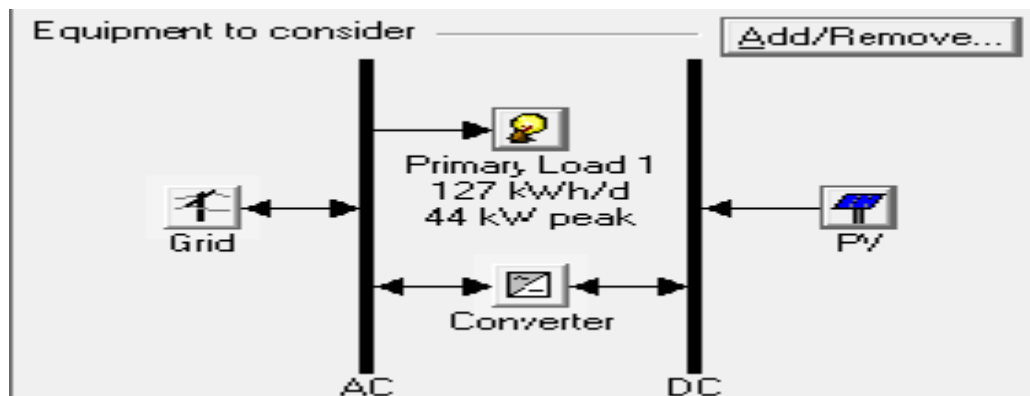 Equipment to consider
Add/Remove...
Primary Load 1
127 kWh/d
44 kW peak
Grid
PV
Converter
AC
DC